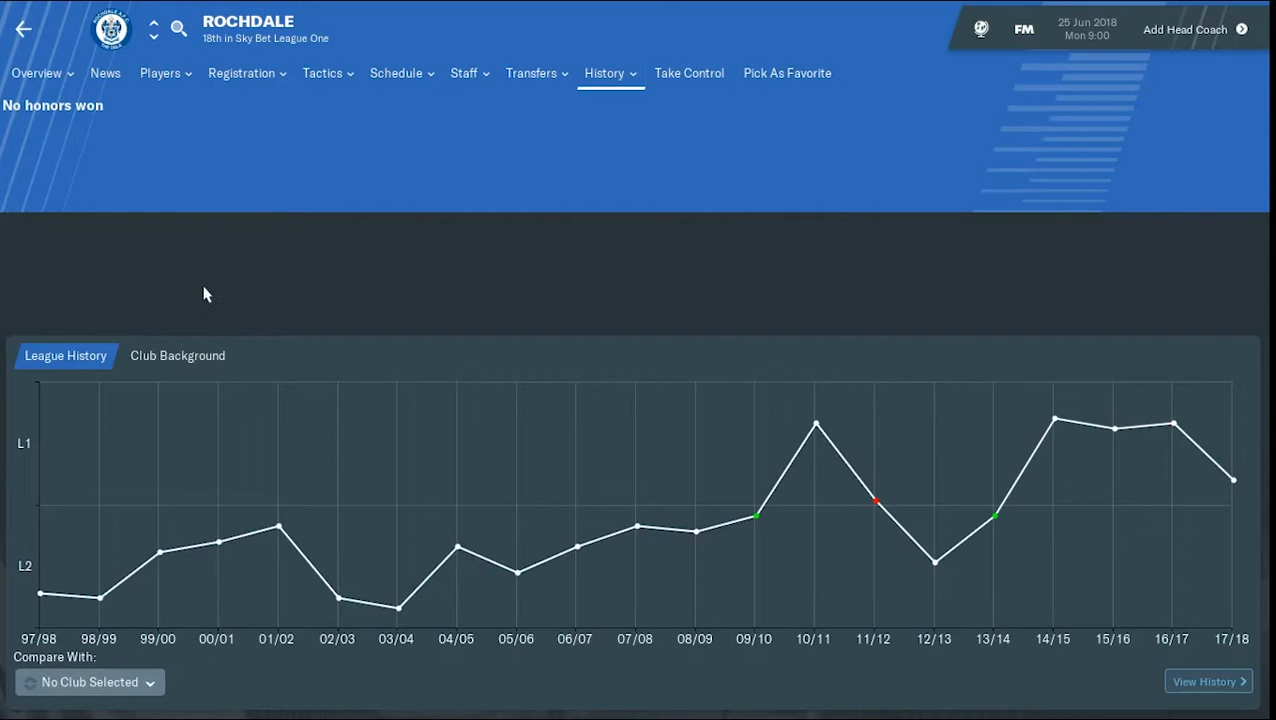 ROCHDALE
18th in Sky Bet League One
FM
25 Jun 2018
Mon 9:00
Add Head Coach
Overview
News
Players
Registration
Tactics
Schedule
Staff
Transfers
History
Take Control
Pick As Favorite
No honors won
League History
Club Background
L1
L2
97/98 98/99 99/00 00/01 01/02 02/03 03/04 04/05 05/06 06/07 07/08 08/09 09/10 10/11 11/12 12/13 13/14 14/15 15/16 16/17 17/18
Compare With:
No Club Selected
View History